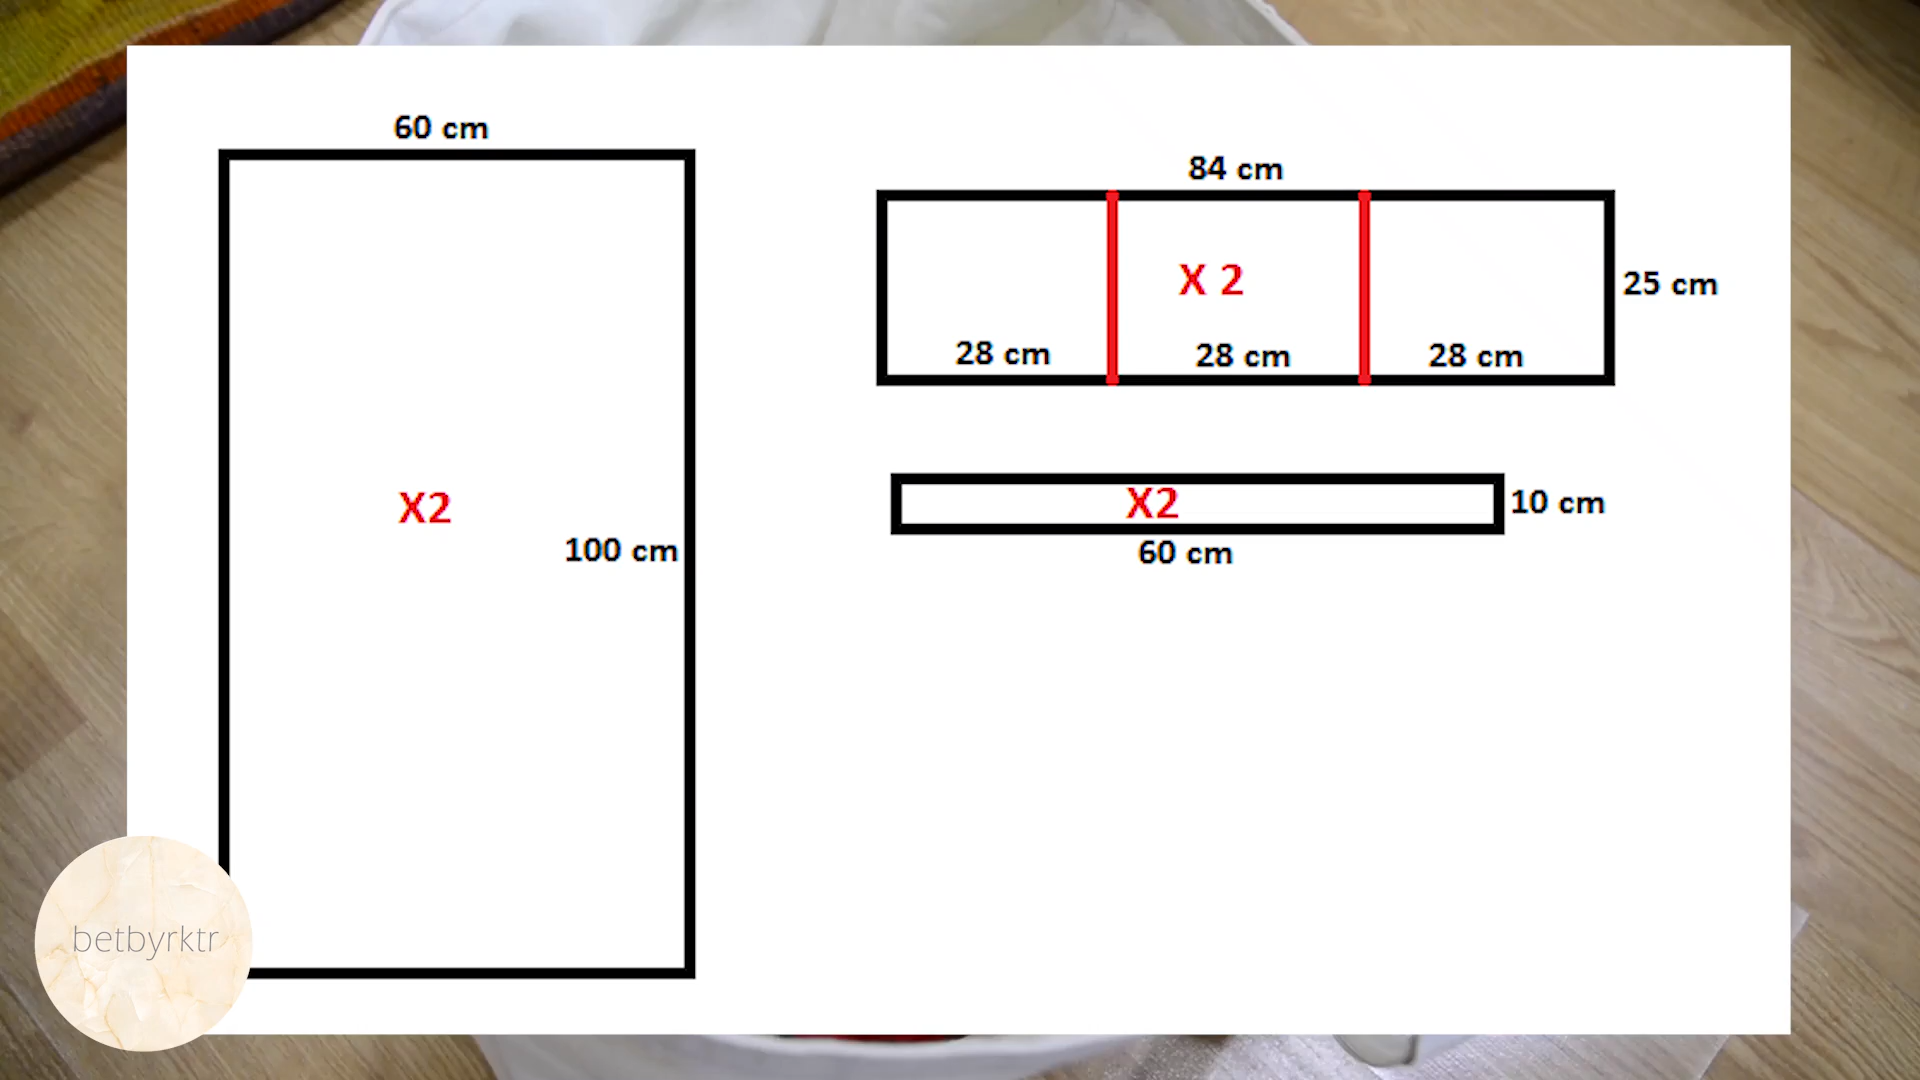 60 cm
X2
100 cm
84 cm
X 2
25 cm
28 cm 28 cm 28 cm
X2
10 cm
60 cm
betbyrktr